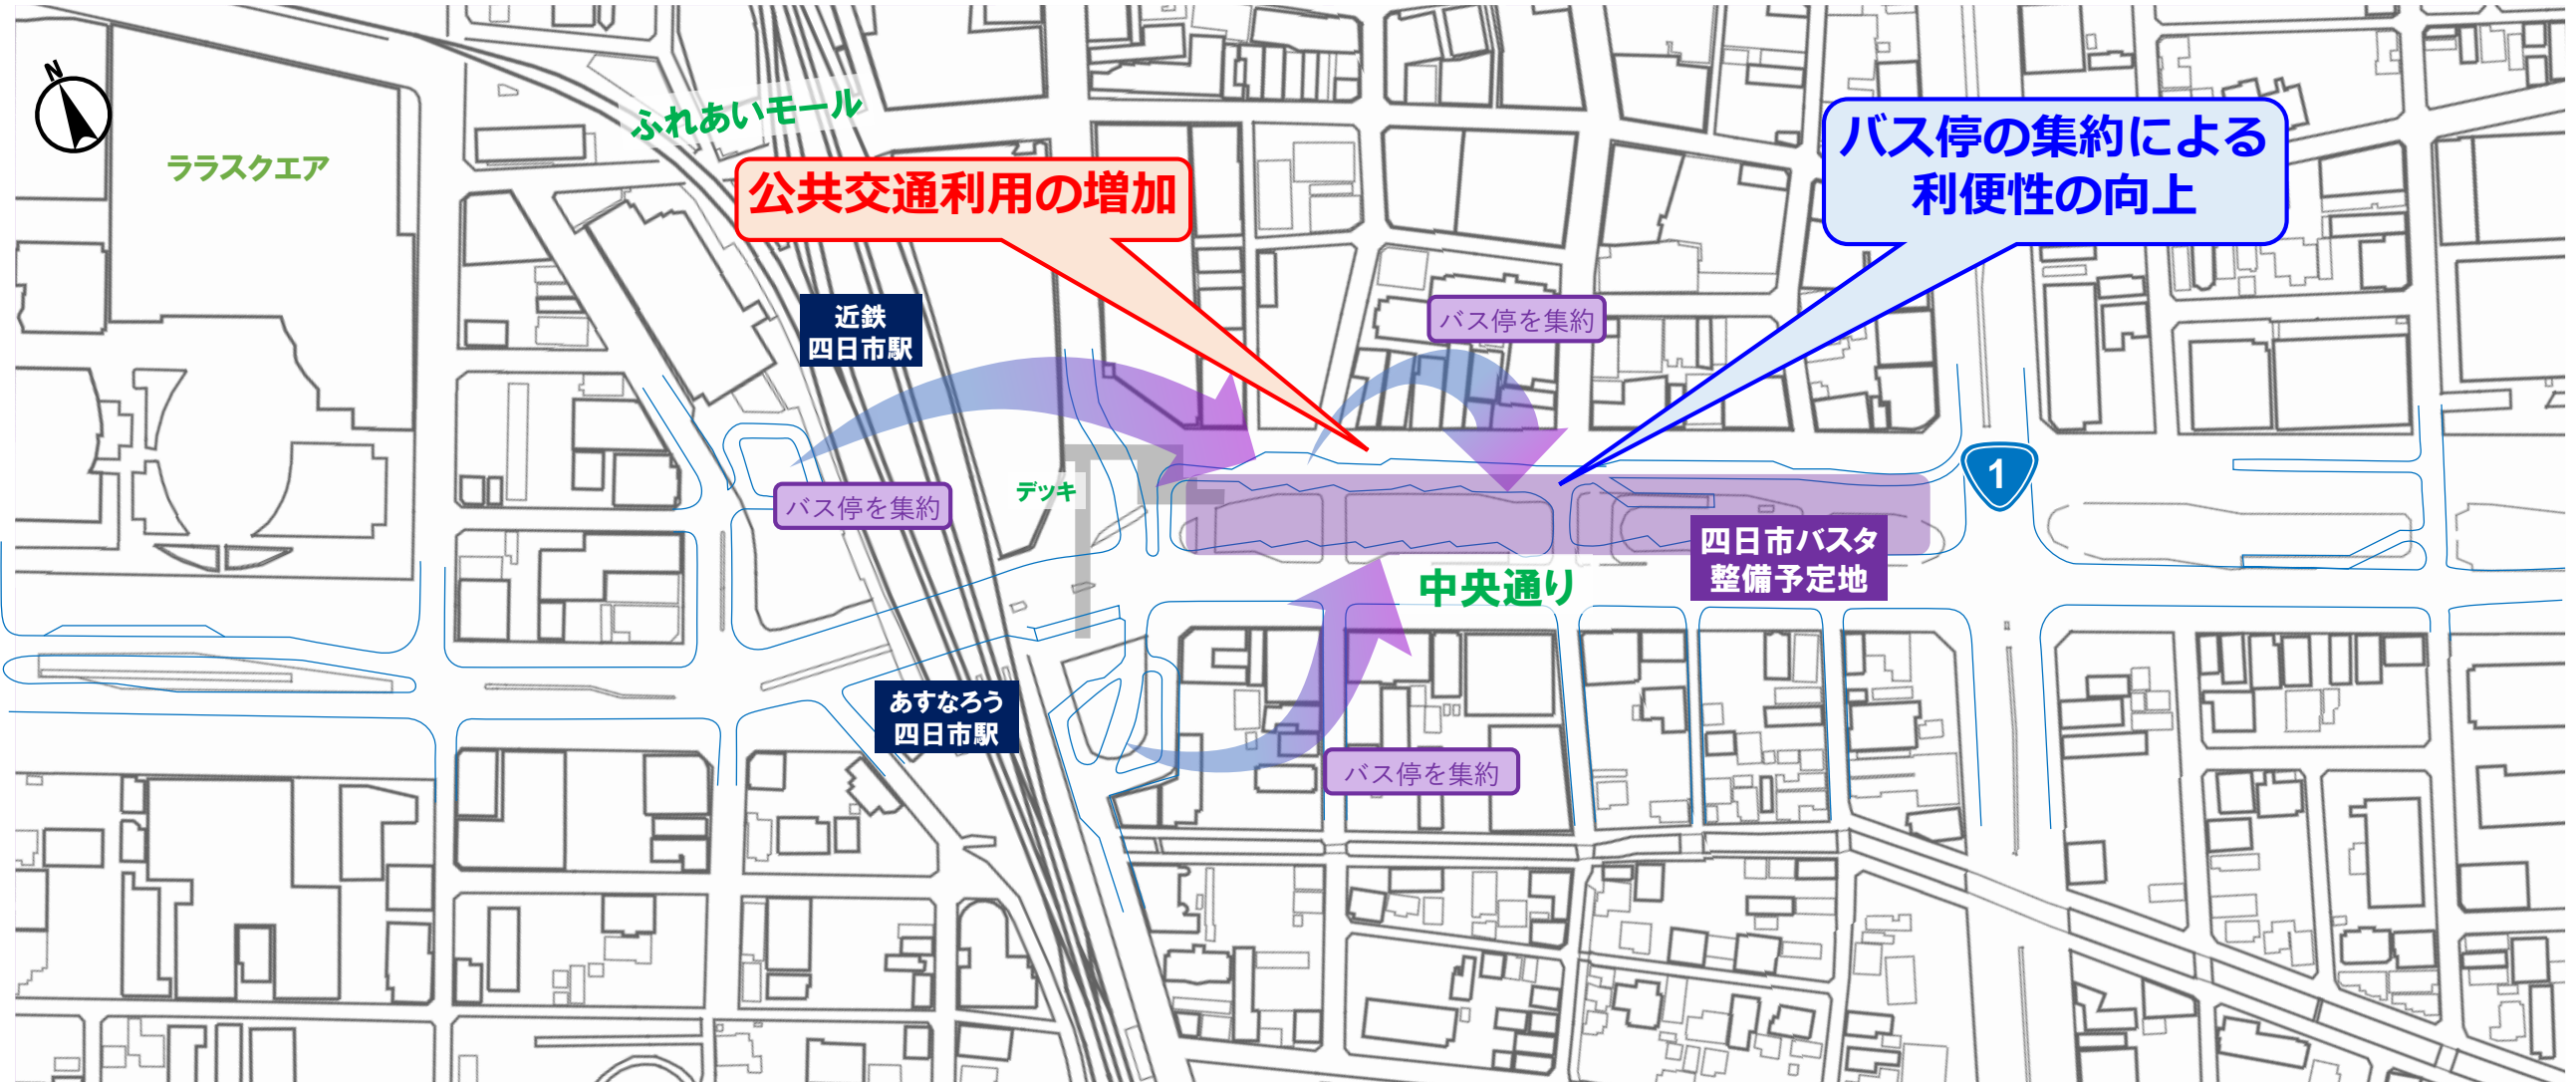 N
ふれあいモール
ララスクエア
公共交通利用の増加
バス停の集約による
利便性の向上
近鉄
四日市駅
バス停を集約
バス停を集約
デッキ
1
四日市バスタ
整備予定地
中央通り
あすなろう
四日市駅
バス停を集約